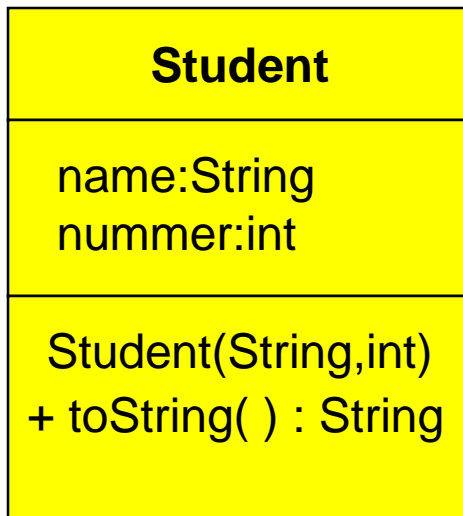 Student
name:String
nummer:int
Student(String,int)
+ toString( ) : String